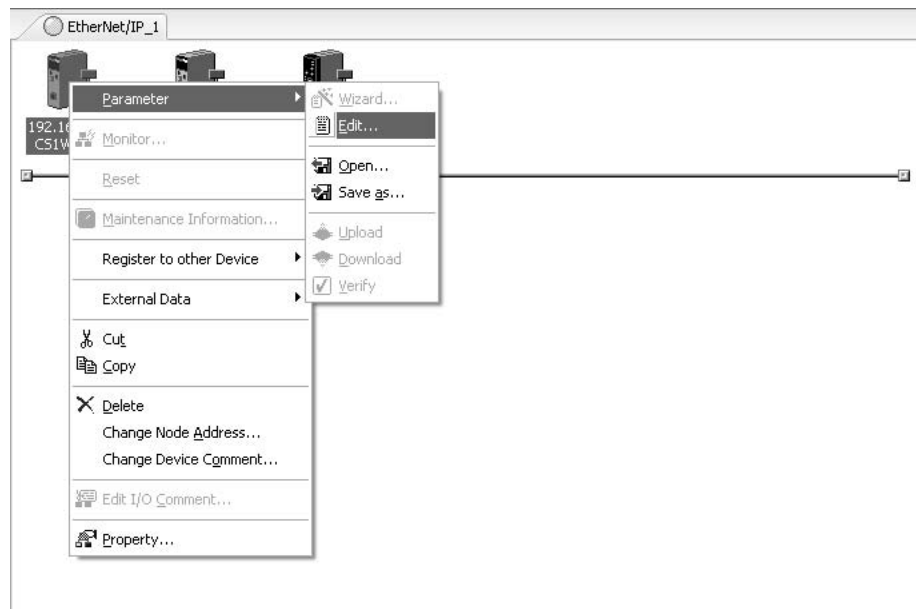 EtherNet/IP_1
192.16
CS1W
Parameter
Monitor...
Reset
Maintenance Information...
Register to other Device
External Data
Cut
Copy
Delete
Change Node Address...
Change Device Comment...
Edit I/O Comment...
Property...
Wizard...
Edit...
Open...
Save as...
Upload
Download
Verify